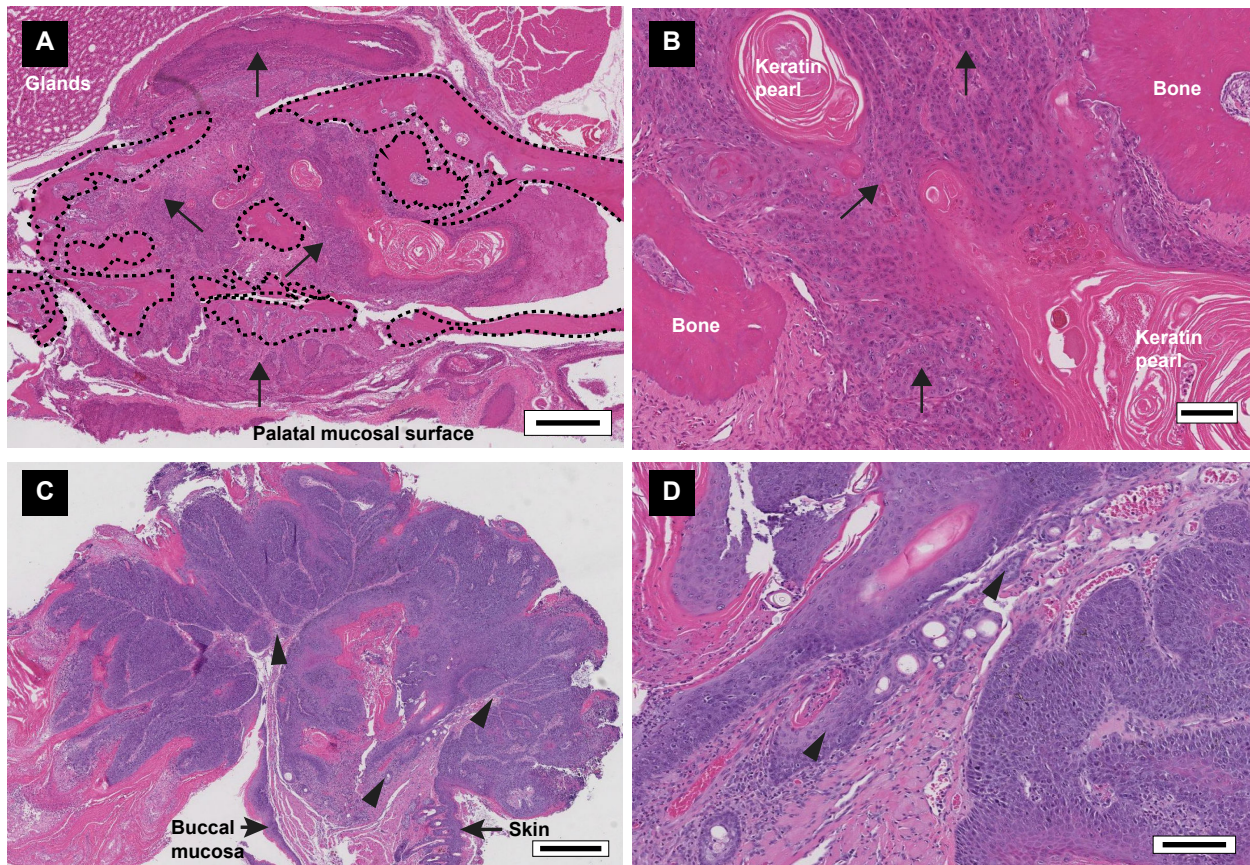 A
Glands
Palatal mucosal surface
B
Keratin
pearl
Bone
Bone
Keratin
pearl
C
Buccal
mucosa
Skin
D